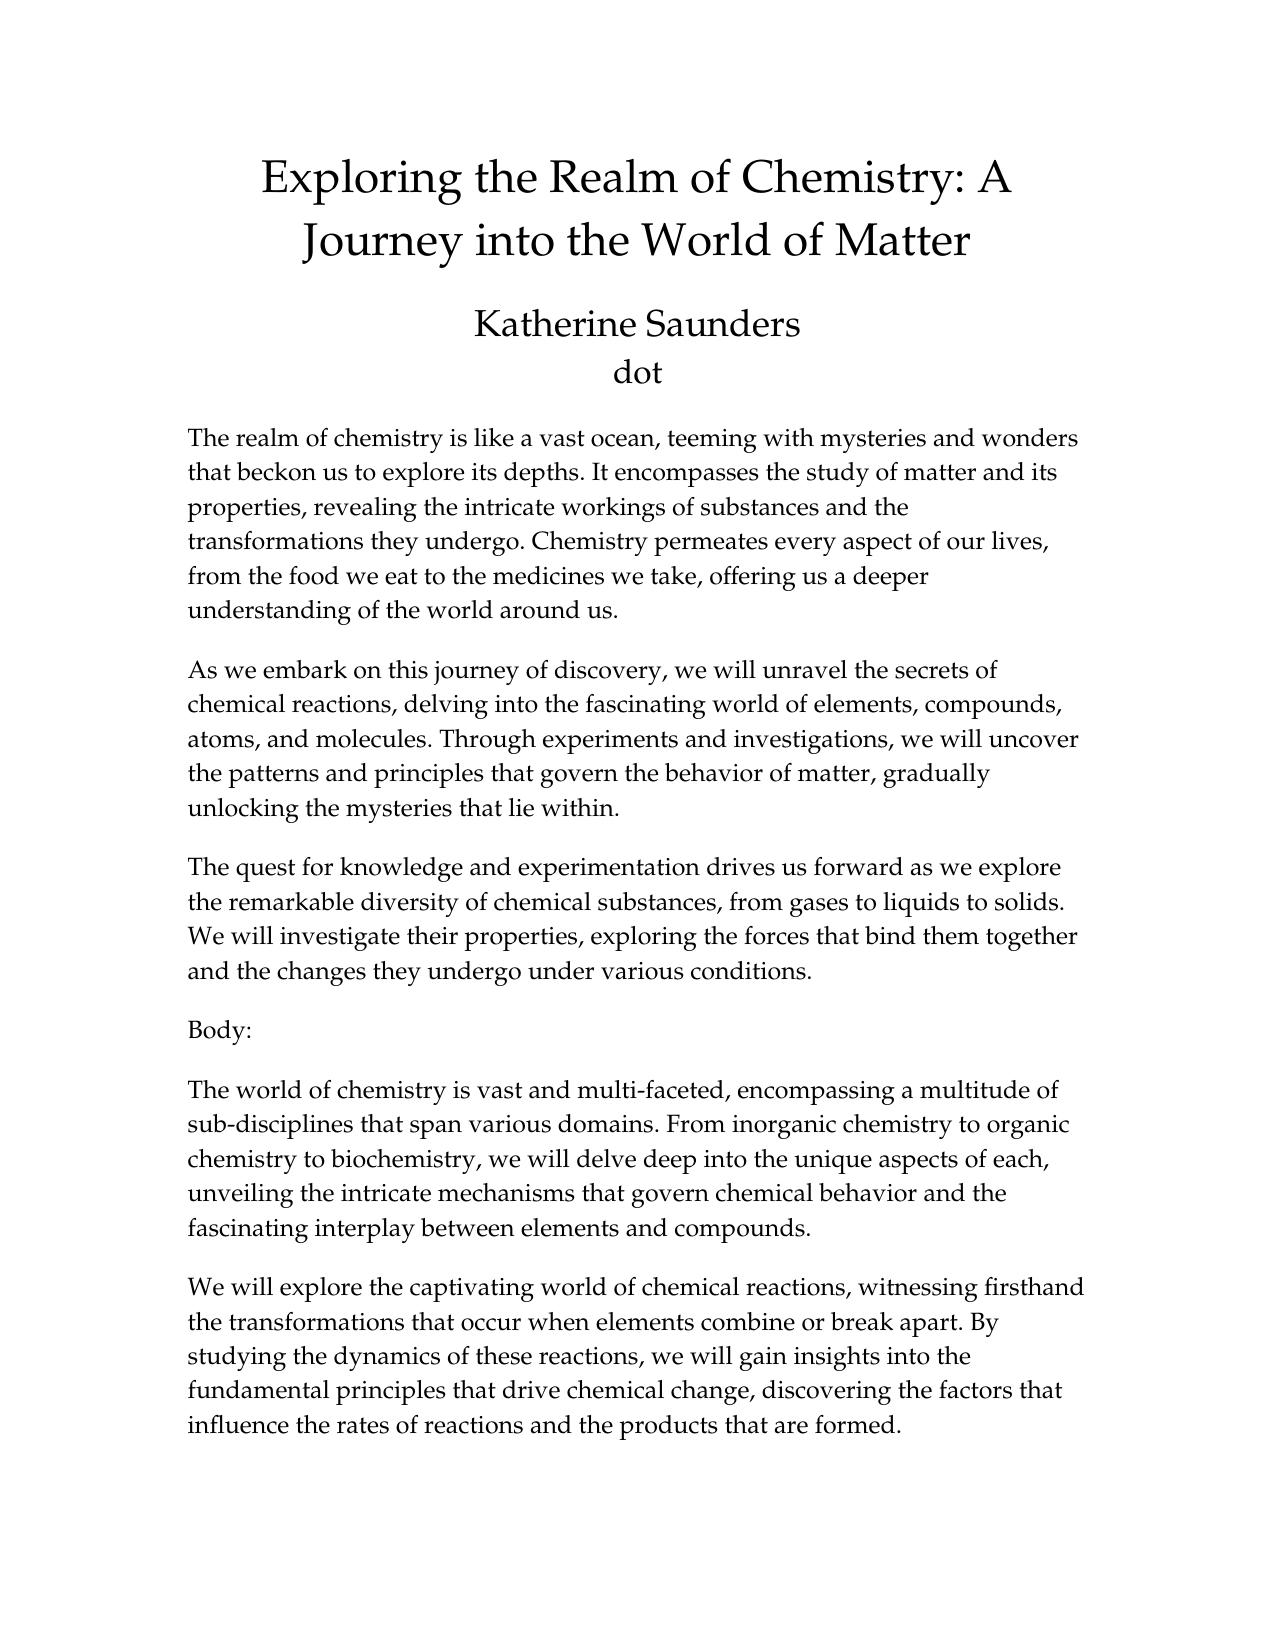 Exploring the Realm of Chemistry: A
Journey into the World of Matter
Katherine Saunders
dot
The realm of chemistry is like a vast ocean, teeming with mysteries and wonders
that beckon us to explore its depths. It encompasses the study of matter and its
properties, revealing the intricate workings of substances and the
transformations they undergo. Chemistry permeates every aspect of our lives,
from the food we eat to the medicines we take, offering us a deeper
understanding of the world around us.
As we embark on this journey of discovery, we will unravel the secrets of
chemical reactions, delving into the fascinating world of elements, compounds,
atoms, and molecules. Through experiments and investigations, we will uncover
the patterns and principles that govern the behavior of matter, gradually
unlocking the mysteries that lie within.
The quest for knowledge and experimentation drives us forward as we explore
the remarkable diversity of chemical substances, from gases to liquids to solids.
We will investigate their properties, exploring the forces that bind them together
and the changes they undergo under various conditions.
Body:
The world of chemistry is vast and multi-faceted, encompassing a multitude of
sub-disciplines that span various domains. From inorganic chemistry to organic
chemistry to biochemistry, we will delve deep into the unique aspects of each,
unveiling the intricate mechanisms that govern chemical behavior and the
fascinating interplay between elements and compounds.
We will explore the captivating world of chemical reactions, witnessing firsthand
the transformations that occur when elements combine or break apart. By
studying the dynamics of these reactions, we will gain insights into the
fundamental principles that drive chemical change, discovering the factors that
influence the rates of reactions and the products that are formed.